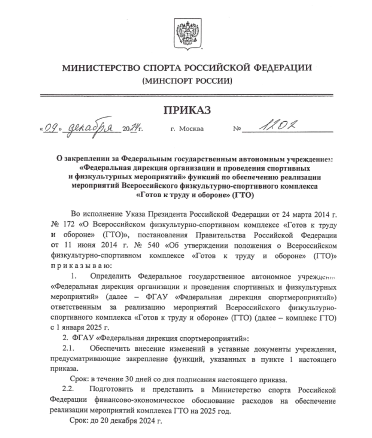 МИНИСТЕРСТВО СПОРТА РОССИЙСКОЙ ФЕДЕРАЦИИ
(МИНСПОРТ РОССИИ)
ПРИКАЗ
«09» декабря 2024г. г. Москва № 1202
О закреплении за Федеральным государственным автономным учреждением
«Федеральная дирекция организации и проведения спортивных
и физкультурных мероприятий» функций по обеспечению реализации
мероприятий Всероссийского физкультурно-спортивного комплекса
«Готов к труду и обороне» (ГТО)
Во исполнение Указа Президента Российской Федерации от 24 марта 2014 г.
№ 172 «О Всероссийском физкультурно-спортивном комплексе «Готов к труду
и обороне» (ГТО)», постановления Правительства Российской Федерации
от 11 июня 2014 г. № 540 «Об утверждении положения о Всероссийском
физкультурно-спортивном комплексе «Готов к труду и обороне» (ГТО)»
п р и к а з ы в а ю:
1. Определить Федеральное государственное автономное
«Федеральная дирекция организации и проведения спортивных и физкультурных
мероприятий» (далее – ФГАУ «Федеральная дирекция спортмероприятий»)
ответственным за реализацию мероприятий Всероссийского физкультурно-
спортивного комплекса «Готов к труду и обороне» (ГТО) (далее – комплекс ГТО)
с 1 января 2025 г.
2. ФГАУ «Федеральная дирекция спортмероприятий»:
2.1. Обеспечить внесение изменений в уставные документы учреждения,
предусматривающие закрепление функций, указанных в пункте 1 настоящего
приказа.
Срок: в течение 30 дней со дня подписания настоящего приказа.
2.2. Подготовить и представить в Министерство спорта Российской
Федерации финансово-экономическое обоснование расходов на обеспечение
реализации мероприятий комплекса ГТО на 2025 год.
Срок: до 20 декабря 2024 г.